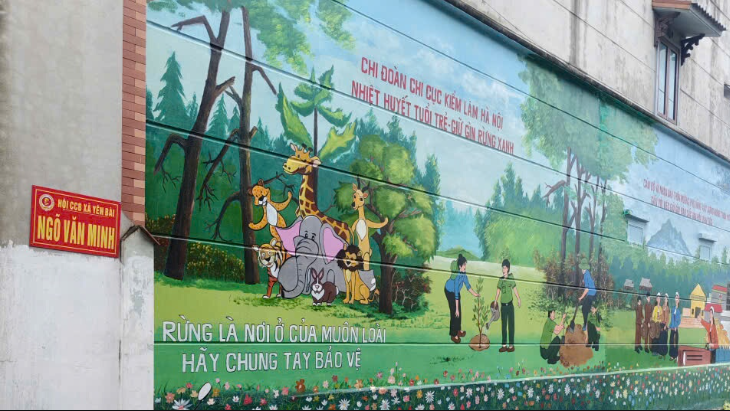 HỘI CCB XÃ YÊN BÀI
NGÕ VĂN MINH
CHI ĐOÀN CHI CỤC KIỂM LÂM HÀ NỘI
NHIỆT HUYẾT TUỔI TRẺ-GIỮ GÌN RỪNG XANH
RỪNG LÀ NƠI Ở CỦA MUÔN LOÀI
HÃY CHUNG TAY BẢO VỆ